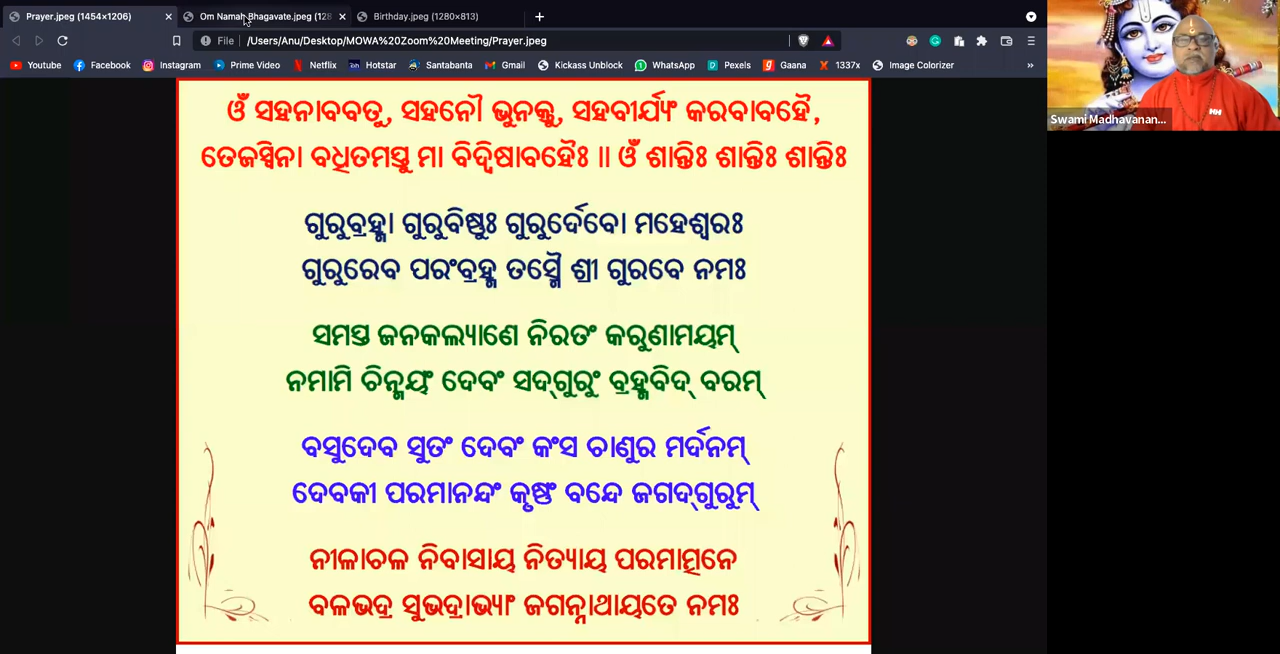 Prayer.jpeg (1454×1206)
Om Namah Bhagavate.jpeg (128
Birthday.jpeg (1280×813)
File /Users/Anu/Desktop/MOWA%20Zoom%20Meeting/Prayer.jpeg
Youtube Facebook Instagram Prime Video Netflix Hotstar Santabanta Gmail Kickass Unblock WhatsApp Pexels Gaana 1337x Image Colorizer »
Swami Madhavanan...
ଓଁ ସହନାବବତୁ, ସହନୌ ଭୁନକ୍ତୁ, ସହବୀର୍ଯ୍ୟଂ କରବାବହୈ,
ତେଜସ୍ୱିନା ବଧିତମସ୍ତୁ ମା ବିଦ୍ୱିଷାବହୈଃ ॥ ଓଁ ଶାନ୍ତିଃ ଶାନ୍ତିଃ ଶାନ୍ତିଃ
ଗୁରୁବ୍ରହ୍ମା ଗୁରୁବିଷ୍ଣୁଃ ଗୁରୁର୍ଦେବୋ ମହେଶ୍ୱରଃ
ଗୁରୁରେବ ପରଂବ୍ରହ୍ମ ତସ୍ମୈ ଶ୍ରୀ ଗୁରବେ ନମଃ
ସମସ୍ତ ଜନକଲ୍ୟାଣେ ନିରତଂ କରୁଣାମୟମ୍
ନମାମି ଚିନ୍ମୟଂ ଦେବଂ ସଦ୍‌ଗୁରୁଂ ବ୍ରହ୍ମବିଦ୍ ବରମ୍
ବସୁଦେବ ସୁତଂ ଦେବଂ କଂସ ଚାଣୁର ମର୍ଦନମ୍
ଦେବକୀ ପରମାନନ୍ଦଂ କୃଷ୍ଣଂ ବନ୍ଦେ ଜଗଦ୍‌ଗୁରୁମ୍
ନୀଳାଚଳ ନିବାସାୟ ନିତ୍ୟାୟ ପରମାତ୍ମନେ
ବଳଭଦ୍ର ସୁଭଦ୍ରାଭ୍ୟାଂ ଜଗନ୍ନାଥାୟତେ ନମଃ